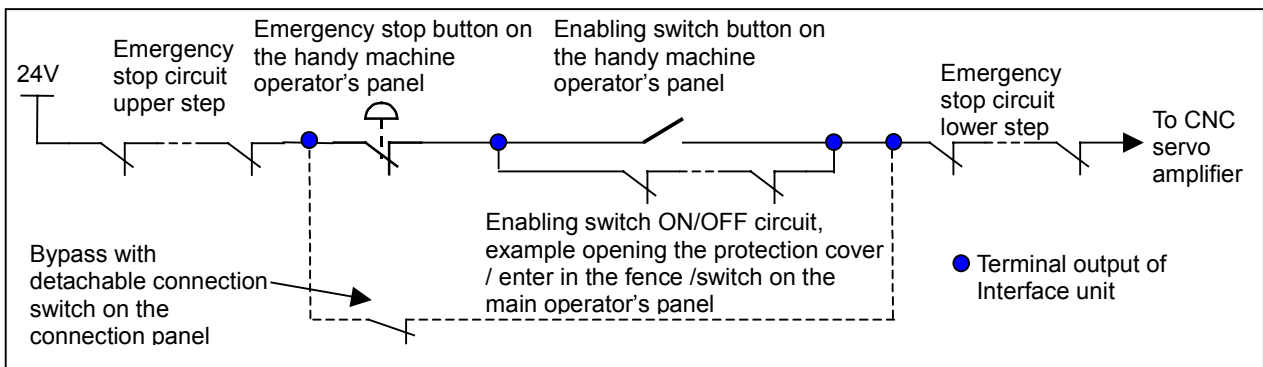 24V
Emergency
stop circuit
upper step
Emergency stop button on
the handy machine
operator's panel
Enabling switch button on
the handy machine
operator's panel
Emergency
stop circuit
lower step
To CNC
servo
amplifier
Bypass with
detachable connection
switch on the
connection panel
Enabling switch ON/OFF circuit,
example opening the protection cover
/ enter in the fence /switch on the
main operator's panel
Terminal output of
Interface unit